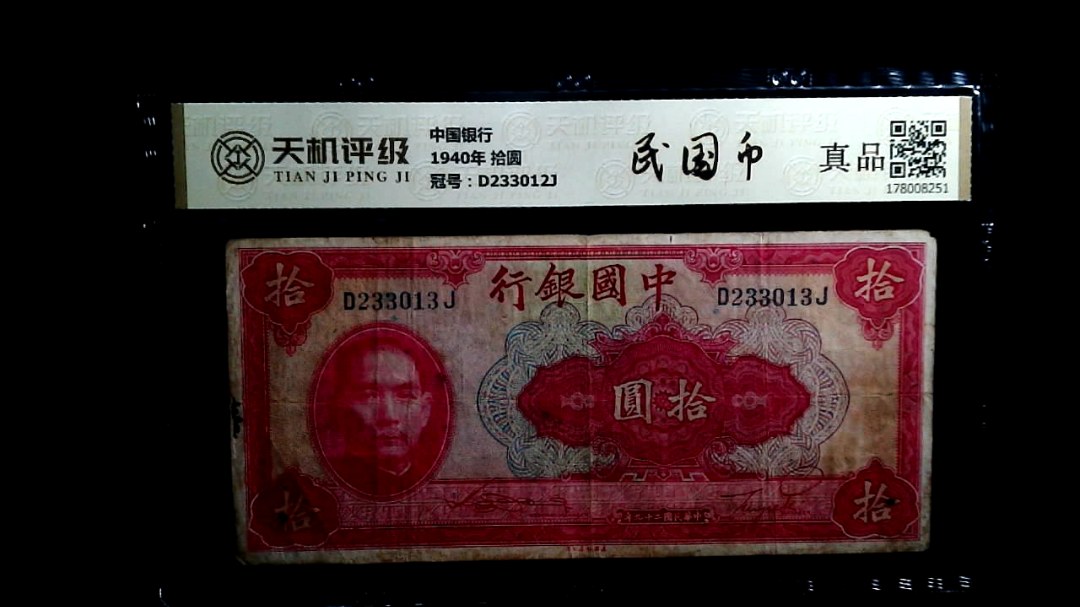 天机评级
TIAN JI PING JI
中国银行
1940年 拾圆
冠号：D233012J
民国币
真品
178008251
拾
行銀國中
拾
D233013J
D233013J
圓拾
拾
拾